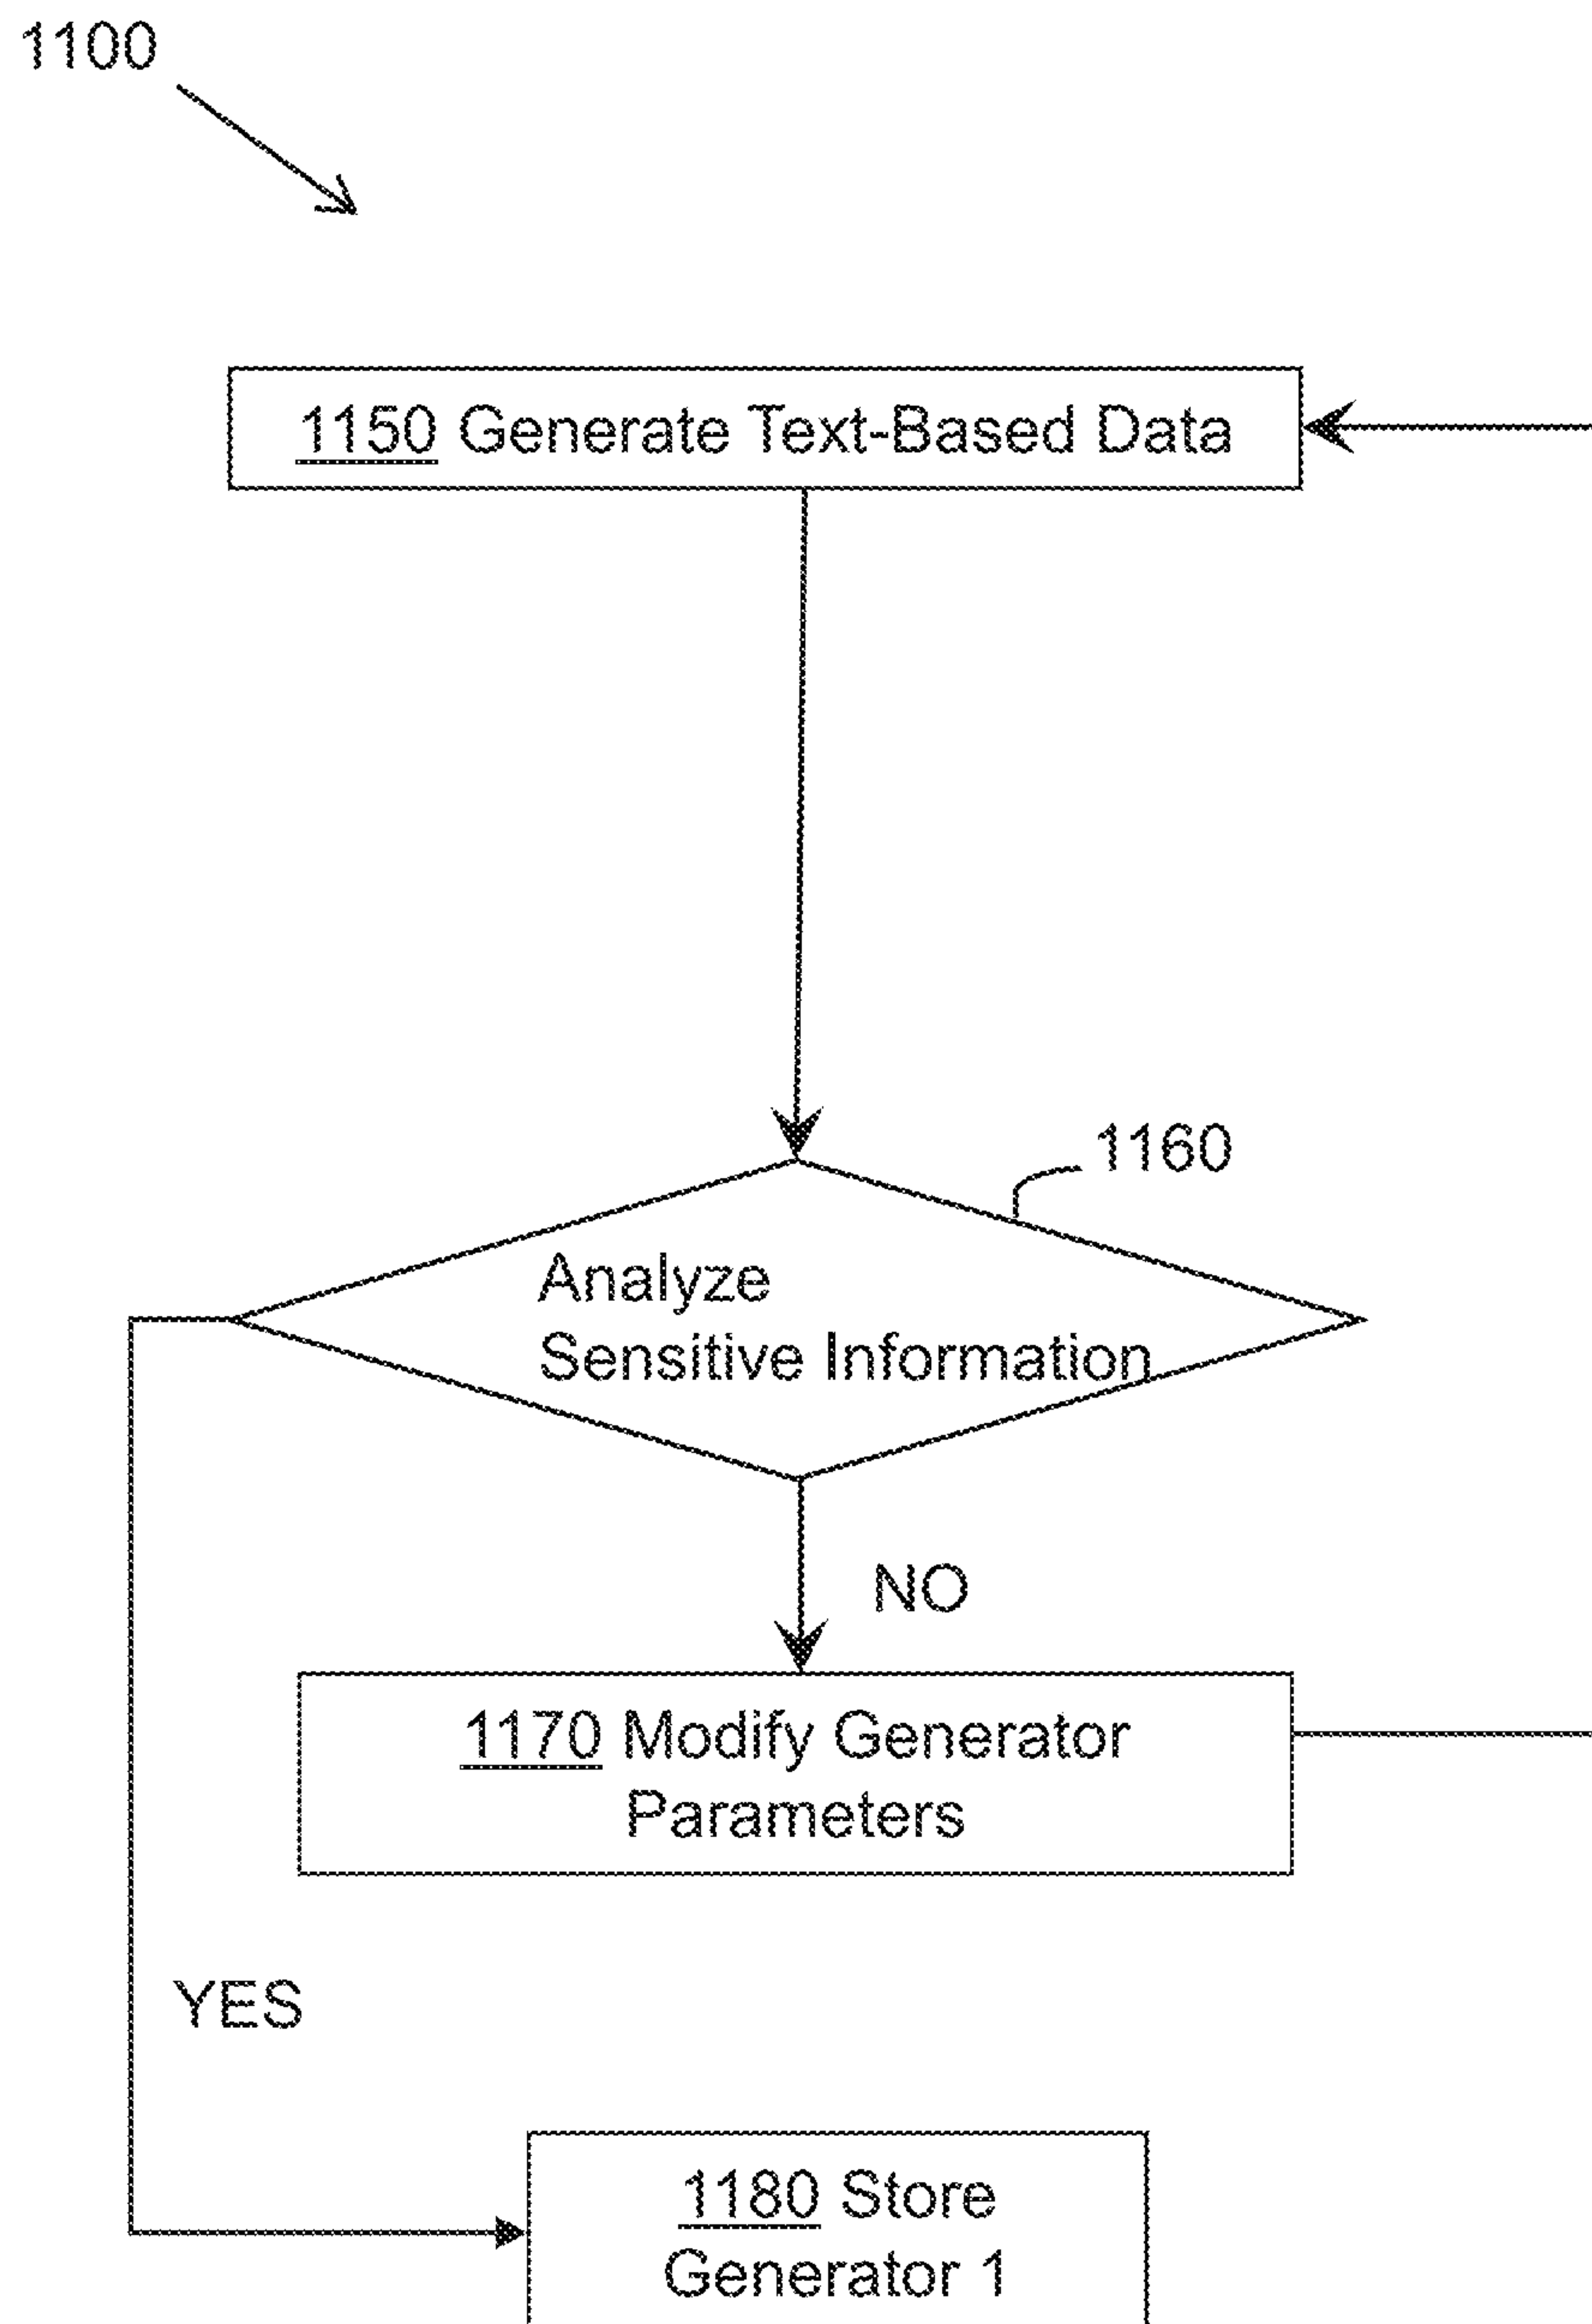 1100
1150 Generate Text-Based Data
1160
Analyze
Sensitive Information
NO
1170 Modify Generator
Parameters
YES
1180 Store
Generator 1